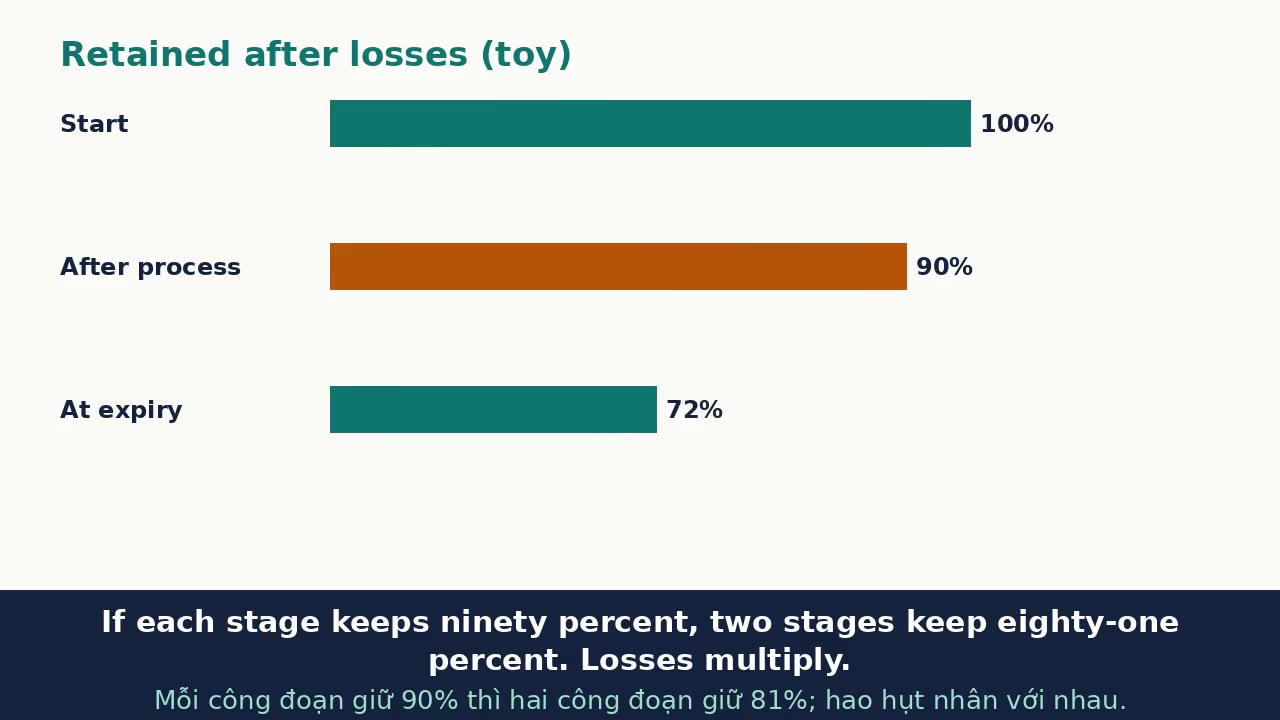 Retained after losses (toy)
Start 100%
After process 90%
At expiry 72%
If each stage keeps ninety percent, two stages keep eighty-one
percent. Losses multiply.
Mỗi công đoạn giữ 90% thì hai công đoạn giữ 81%; hao hụt nhân với nhau.